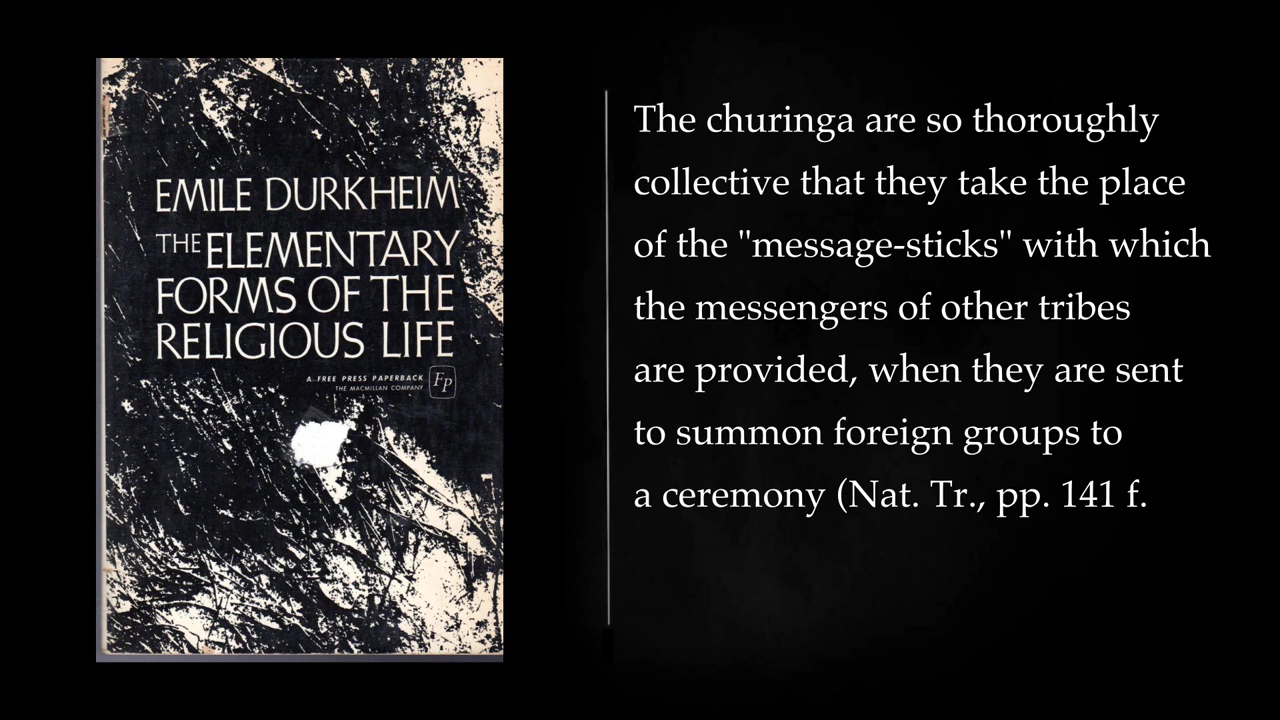 EMILE DURKHEIM
THE ELEMENTARY
FORMS OF THE
RELIGIOUS LIFE
A FREE PRESS PAPERBACK
THE MACMILLAN COMPANY
Fp
The churinga are so thoroughly
collective that they take the place
of the "message-sticks" with which
the messengers of other tribes
are provided, when they are sent
to summon foreign groups to
a ceremony (Nat. Tr., pp. 141 f.